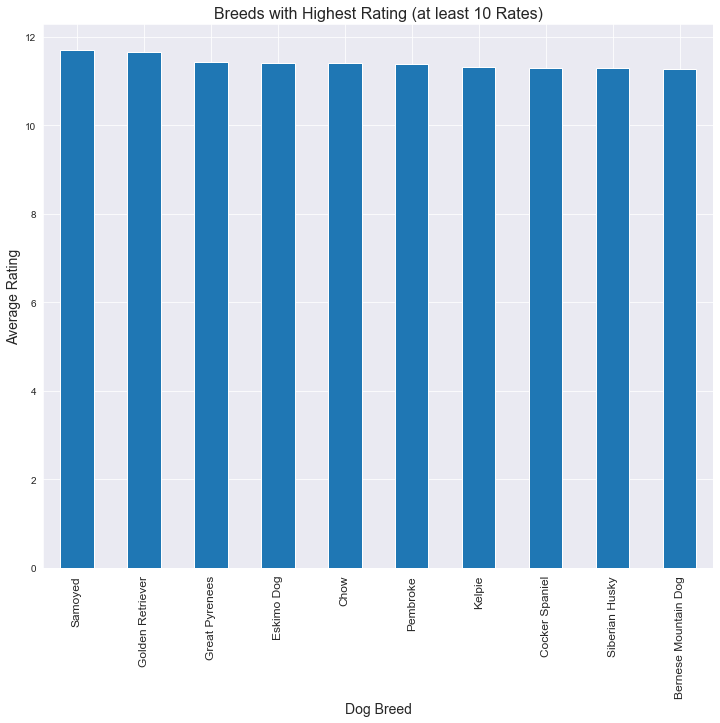 Breeds with Highest Rating (at least 10 Rates)
12
10
8
6
4
2
0
Average Rating
Samoyed
Golden Retriever
Great Pyrenees
Eskimo Dog
Chow
Pembroke
Kelpie
Cocker Spaniel
Siberian Husky
Bernese Mountain Dog
Dog Breed